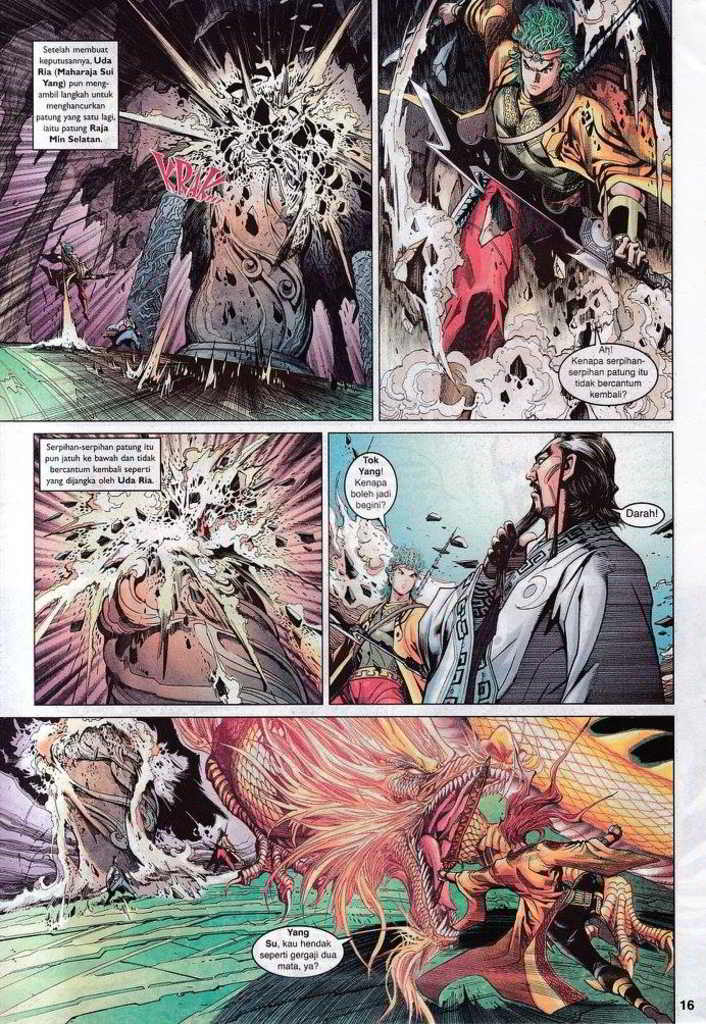 Setelah membuat
keputusannya, Uda
Ria (Maharaja Sui
Yang) pun meng-
ambil langkah untuk
menghancurkan
patung yang satu lagi,
iaitu patung Raja
Min Selatan.
KRAK
Ah!
Kenapa serpihan-
serpihan patung itu
tidak bercantum
kembali?
Serpihan-serpihan patung itu
pun jatuh ke bawah dan tidak
bercantum kembali seperti
yang dijangka oleh Uda Ria.
Tok
Yang!
Kenapa
boleh jadi
begini?
Darah!
Yang
Su, kau hendak
seperti gergaji dua
mata, ya?
16